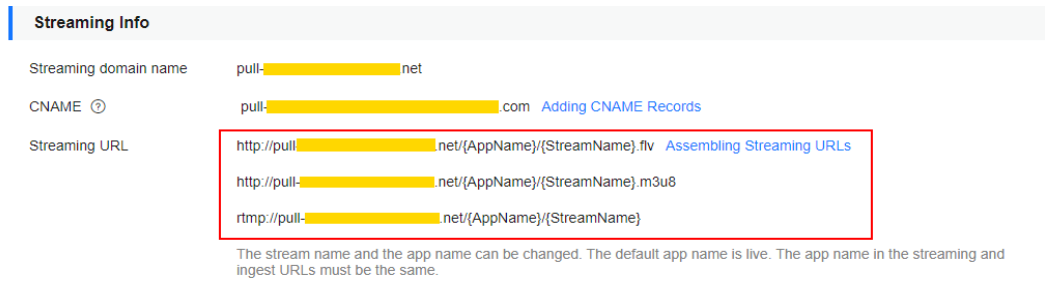 Streaming Info
Streaming domain name pull- net
CNAME ? pull- .com Adding CNAME Records
Streaming URL http://pull- .net/{AppName}/{StreamName}.flv Assembling Streaming URLs
http://pull- .net/{AppName}/{StreamName}.m3u8
rtmp://pull- .net/{AppName}/{StreamName}
The stream name and the app name can be changed. The default app name is live. The app name in the streaming and
ingest URLs must be the same.